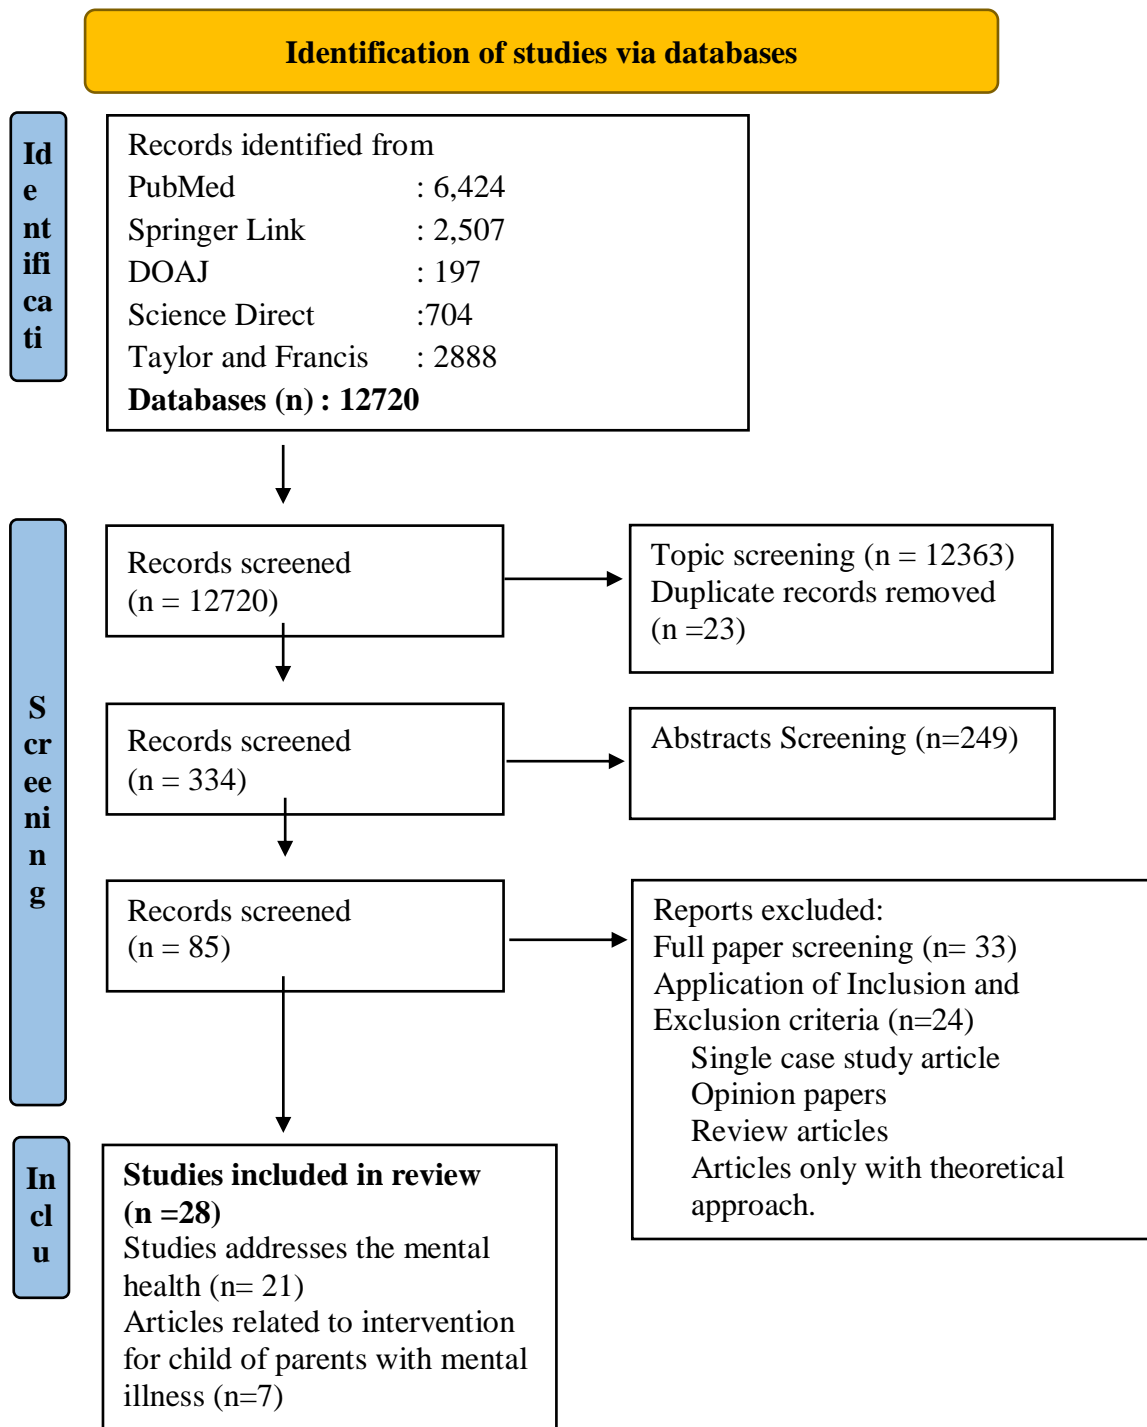 Identification of studies via databases
Id
e
nt
ifi
ca
ti
Records identified from
PubMed : 6,424
Springer Link : 2,507
DOAJ : 197
Science Direct :704
Taylor and Francis : 2888
Databases (n) : 12720
S
cr
ee
ni
n
g
Records screened
(n = 12720)
Topic screening (n = 12363)
Duplicate records removed
(n =23)
Records screened
(n = 334)
Abstracts Screening (n=249)
Records screened
(n = 85)
Reports excluded:
Full paper screening (n= 33)
Application of Inclusion and
Exclusion criteria (n=24)
Single case study article
Opinion papers
Review articles
Articles only with theoretical
approach.
In
cl
u
Studies included in review
(n =28)
Studies addresses the mental
health (n= 21)
Articles related to intervention
for child of parents with mental
illness (n=7)